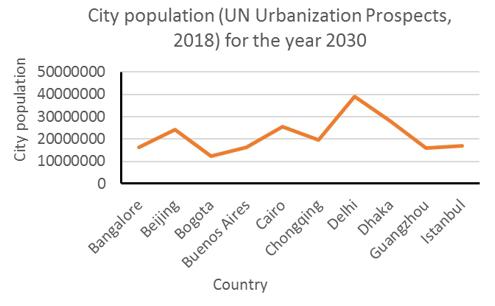 City population (UN Urbanization Prospects,
2018) for the year 2030
City population
50000000
40000000
30000000
20000000
10000000
0
Bangalore
Beijing
Bogota
Buenos Aires
Cairo
Chongqing
Delhi
Dhaka
Guangzhou
Istanbul
Country